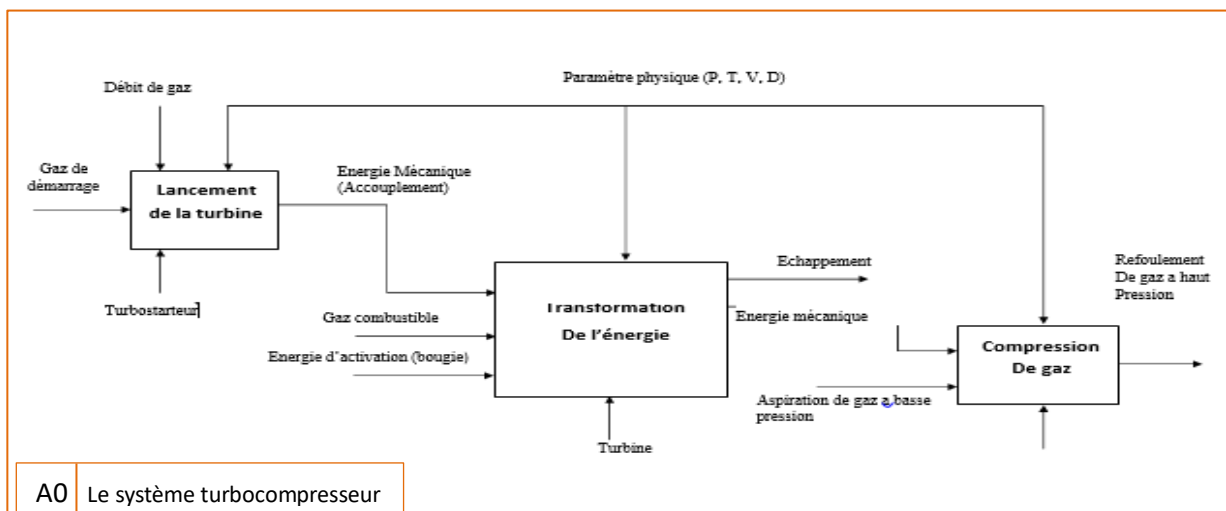 Paramètre physique (P, T, V, D)
Débit de gaz
Gaz de
démarrage
Lancement
de la turbine
Energie Mécanique
(Accouplement)
Turbostarteur
Gaz combustible
Energie d'activation (bougie)
Transformation
De l'énergie
Turbine
Echappement
Energie mécanique
Aspiration de gaz a basse
pression
Compression
De gaz
Refoulement
De gaz a haut
Pression
A0 Le système turbocompresseur